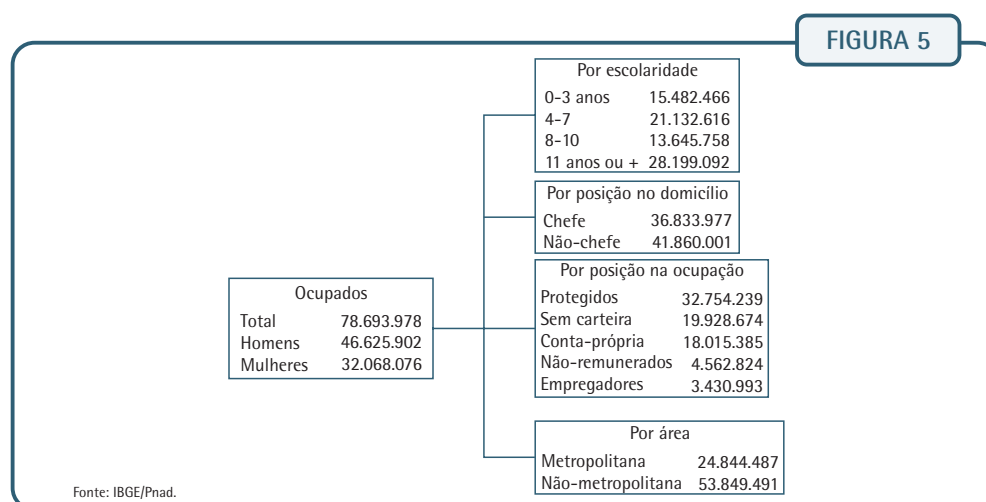 FIGURA 5
Por escolaridade
0-3 anos 15.482.466
4-7 21.132.616
8-10 13.645.758
11 anos ou + 28.199.092
Por posição no domicílio
Chefe 36.833.977
Não-chefe 41.860.001
Ocupados
Total 78.693.978
Homens 46.625.902
Mulheres 32.068.076
Por posição na ocupação
Protegidos 32.754.239
Sem carteira 19.928.674
Conta-própria 18.015.385
Não-remunerados 4.562.824
Empregadores 3.430.993
Por área
Metropolitana 24.844.487
Não-metropolitana 53.849.491
Fonte: IBGE/Pnad.